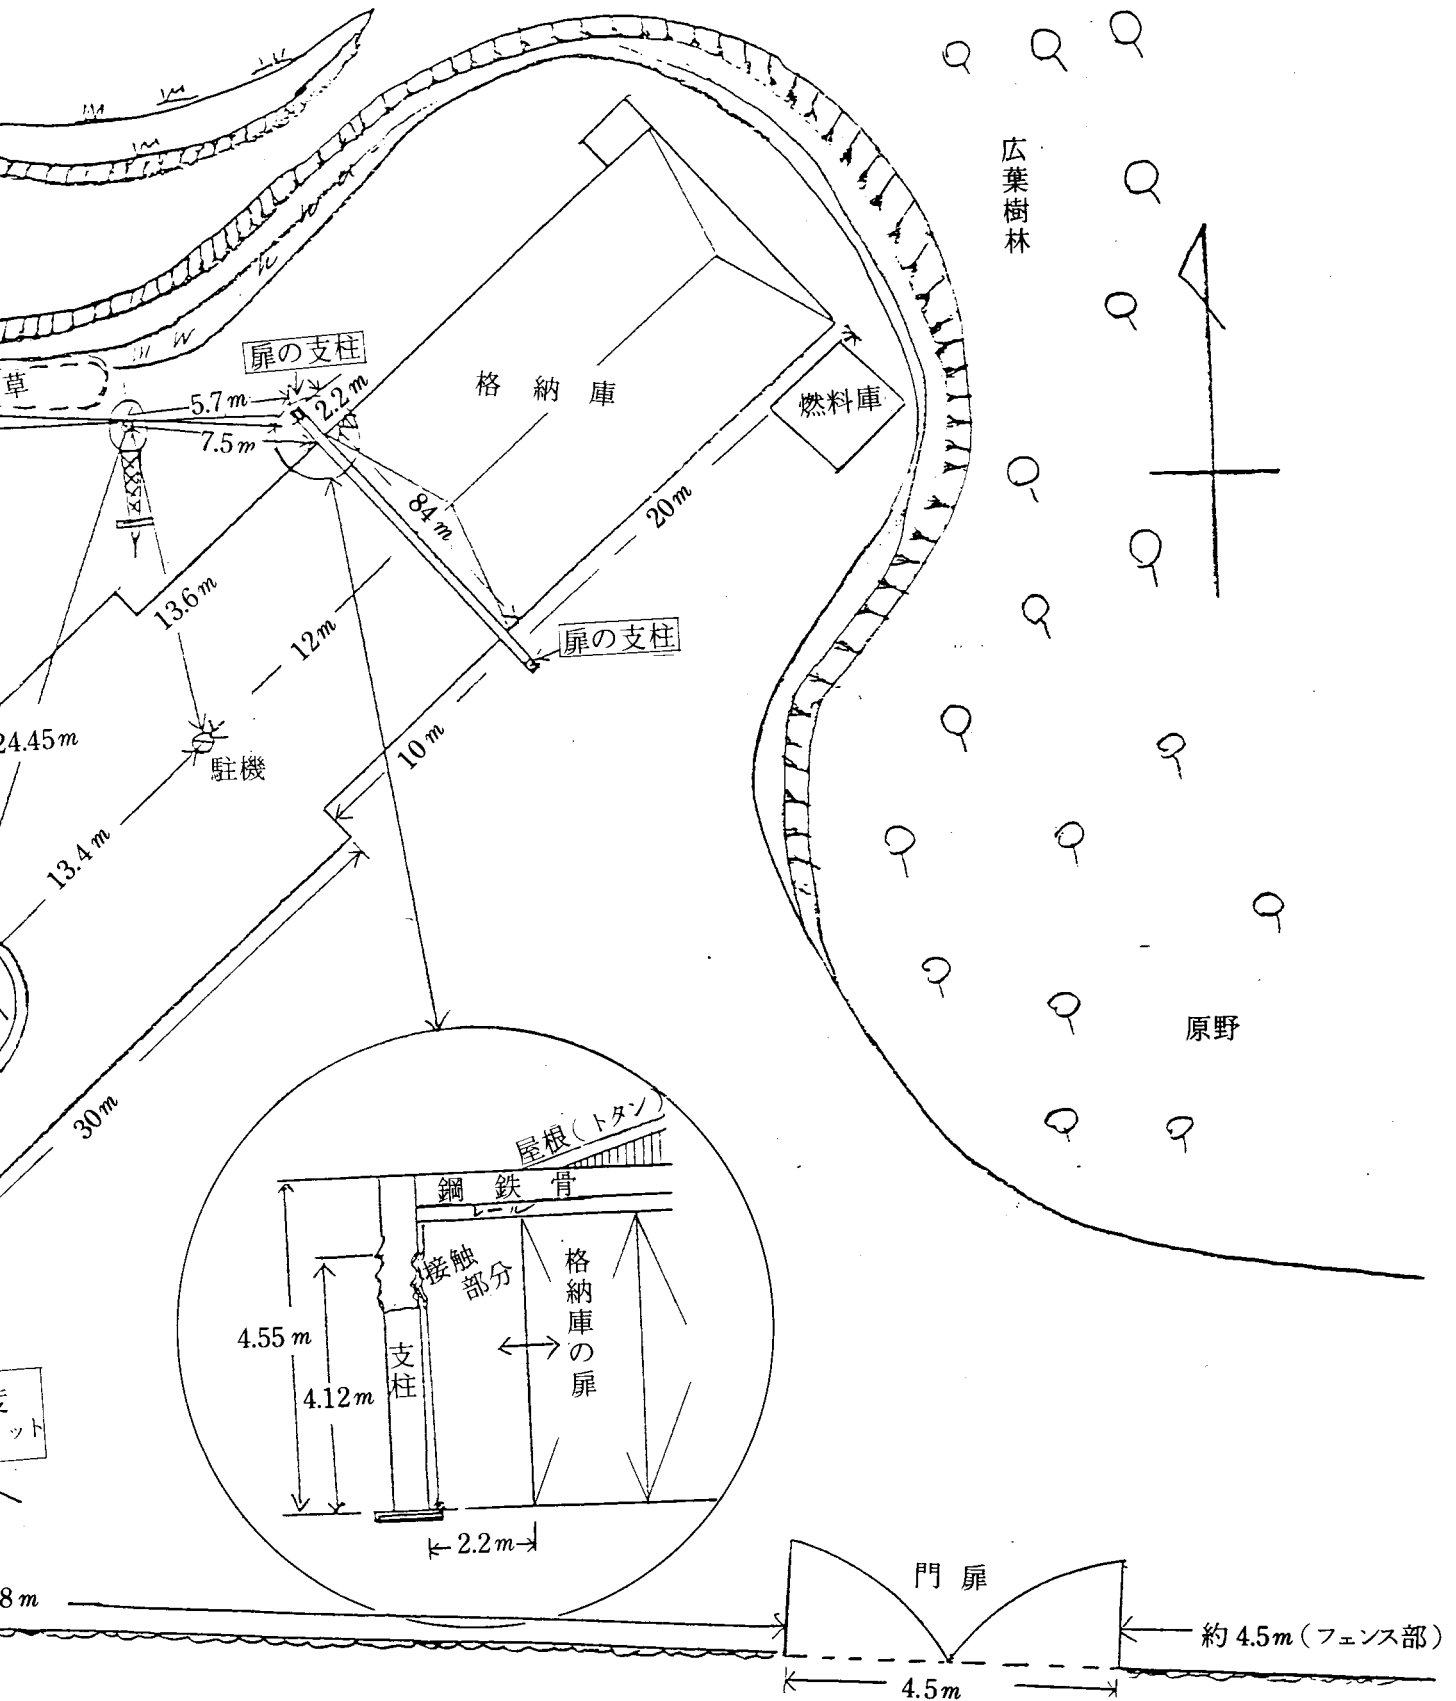 広葉樹林
扉の支柱
草
5.7m
2.2m
7.5m
格納庫
燃料庫
84m
20m
13.6m
12m
扉の支柱
24.45m
駐機
10m
13.4m
原野
30m
屋根(トタン)
鋼鉄骨
レール
接触
部分
格納庫の扉
4.55m
支柱
4.12m
ット
2.2m
門扉
8m
約4.5m(フェンス部)
4.5m